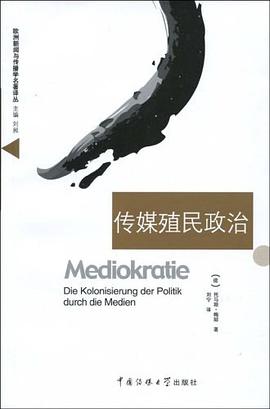 欧洲新闻与传播学名著译丛
主编 刘昶
传媒殖民政治
Mediokratie
Die Kolonisierung der Politik
durch die Medien
(德) 托马斯·梅耶 著
刘宁 译
中国传媒大学出版社